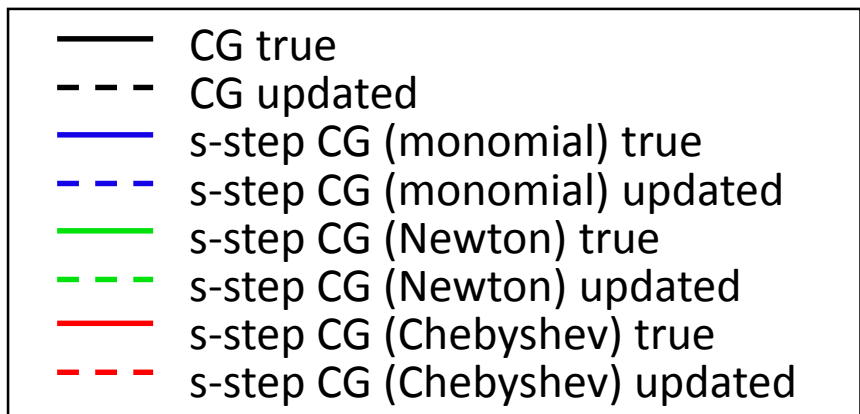 CG true
CG updated
s-step CG (monomial) true
s-step CG (monomial) updated
s-step CG (Newton) true
s-step CG (Newton) updated
s-step CG (Chebyshev) true
s-step CG (Chebyshev) updated